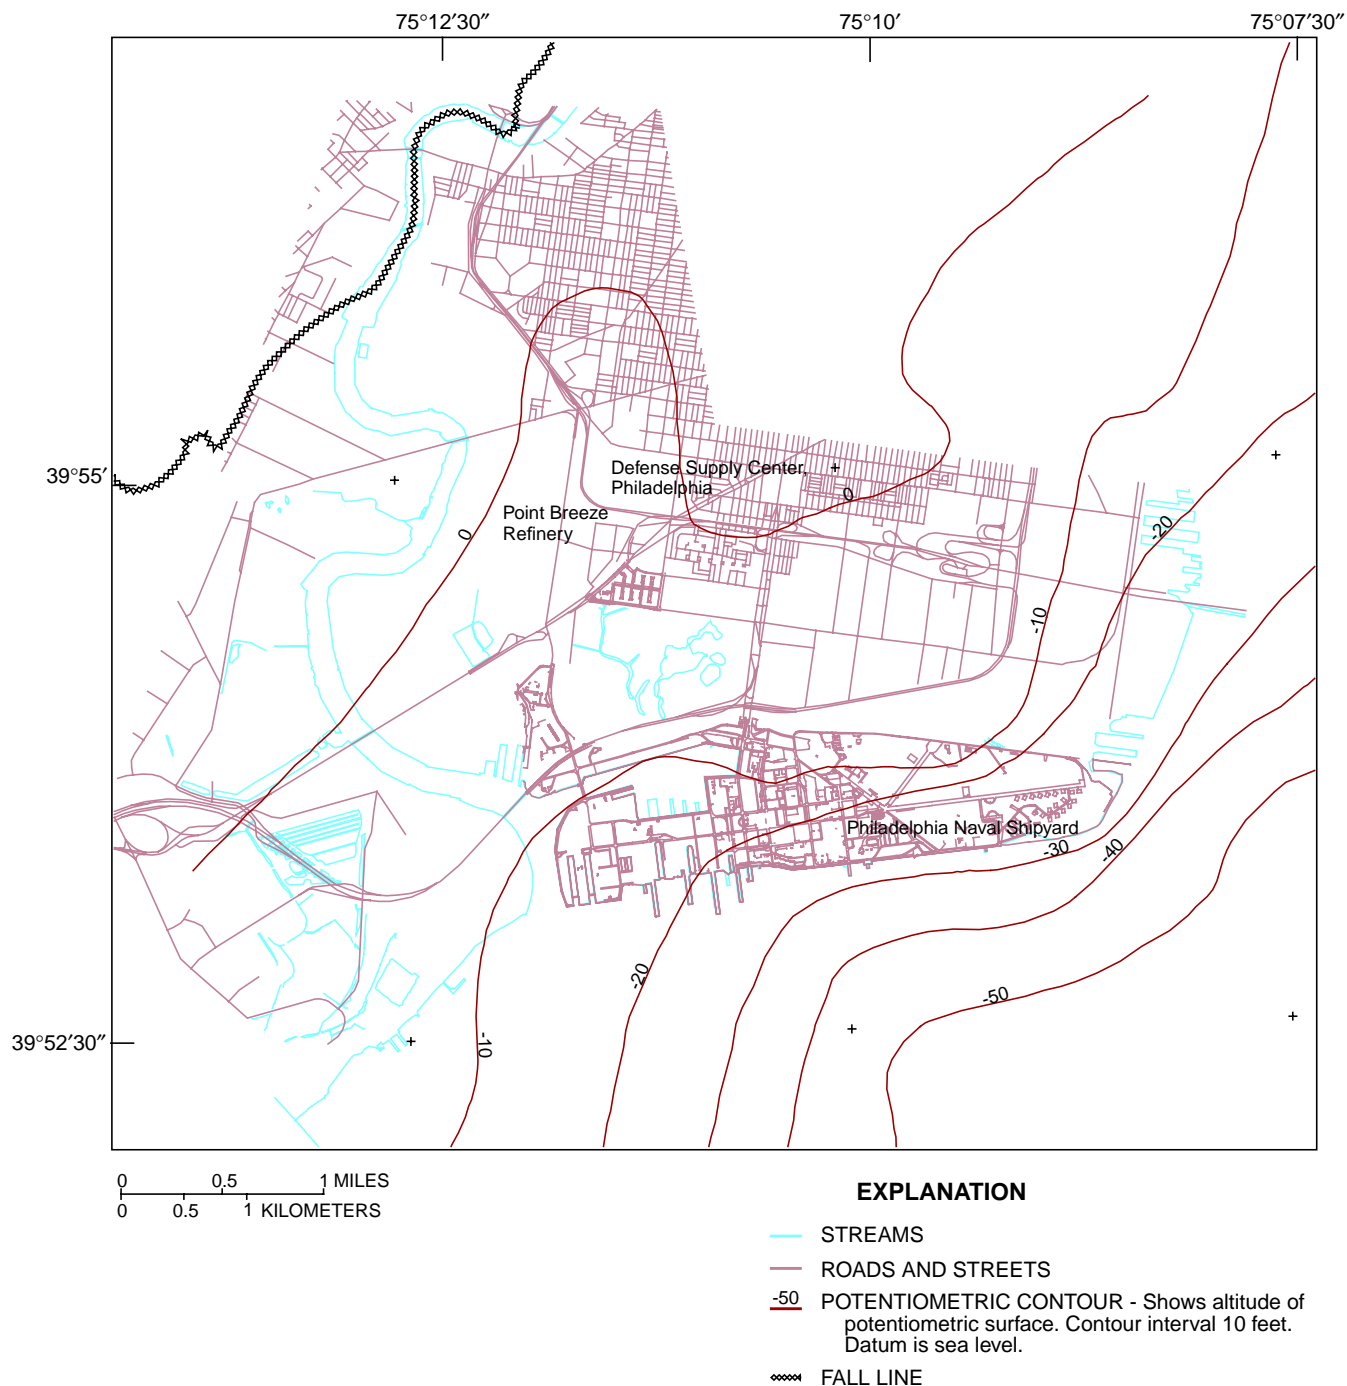 75°12′30″
75°10′
75°07′30″
39°55′
Defense Supply Center,
Philadelphia
0
Point Breeze
Refinery
0
-20
-10
Philadelphia Naval Shipyard
-30
-40
-20
-50
-10
39°52′30″
0 0.5 1 MILES
0 0.5 1 KILOMETERS
EXPLANATION
STREAMS
ROADS AND STREETS
-50 POTENTIOMETRIC CONTOUR - Shows altitude of
potentiometric surface. Contour interval 10 feet.
Datum is sea level.
FALL LINE